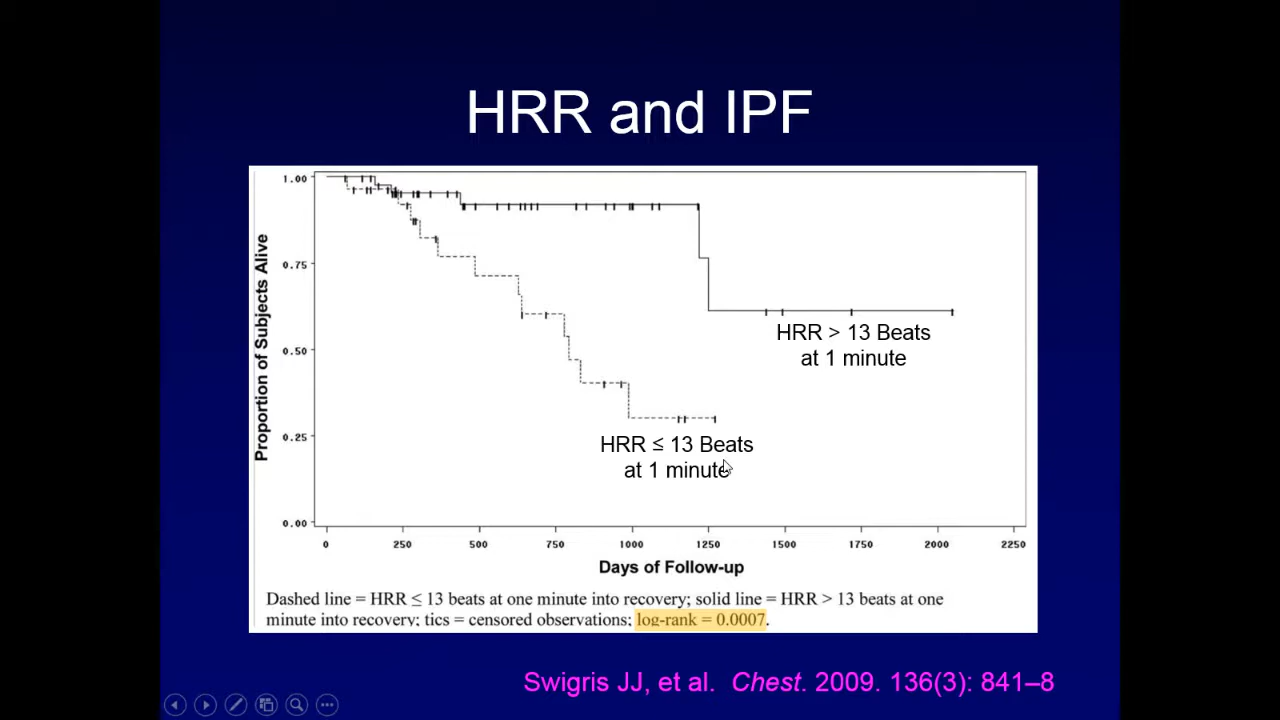 HRR and IPF
1.00
0.75
0.50
0.25
0.00
Proportion of Subjects Alive
HRR > 13 Beats
at 1 minute
HRR ≤ 13 Beats
at 1 minute
0 250 500 750 1000 1250 1500 1750 2000 2250
Days of Follow-up
Dashed line = HRR ≤ 13 beats at one minute into recovery; solid line = HRR > 13 beats at one
minute into recovery; tics = censored observations; log-rank = 0.0007.
Swigris JJ, et al. Chest. 2009. 136(3): 841–8